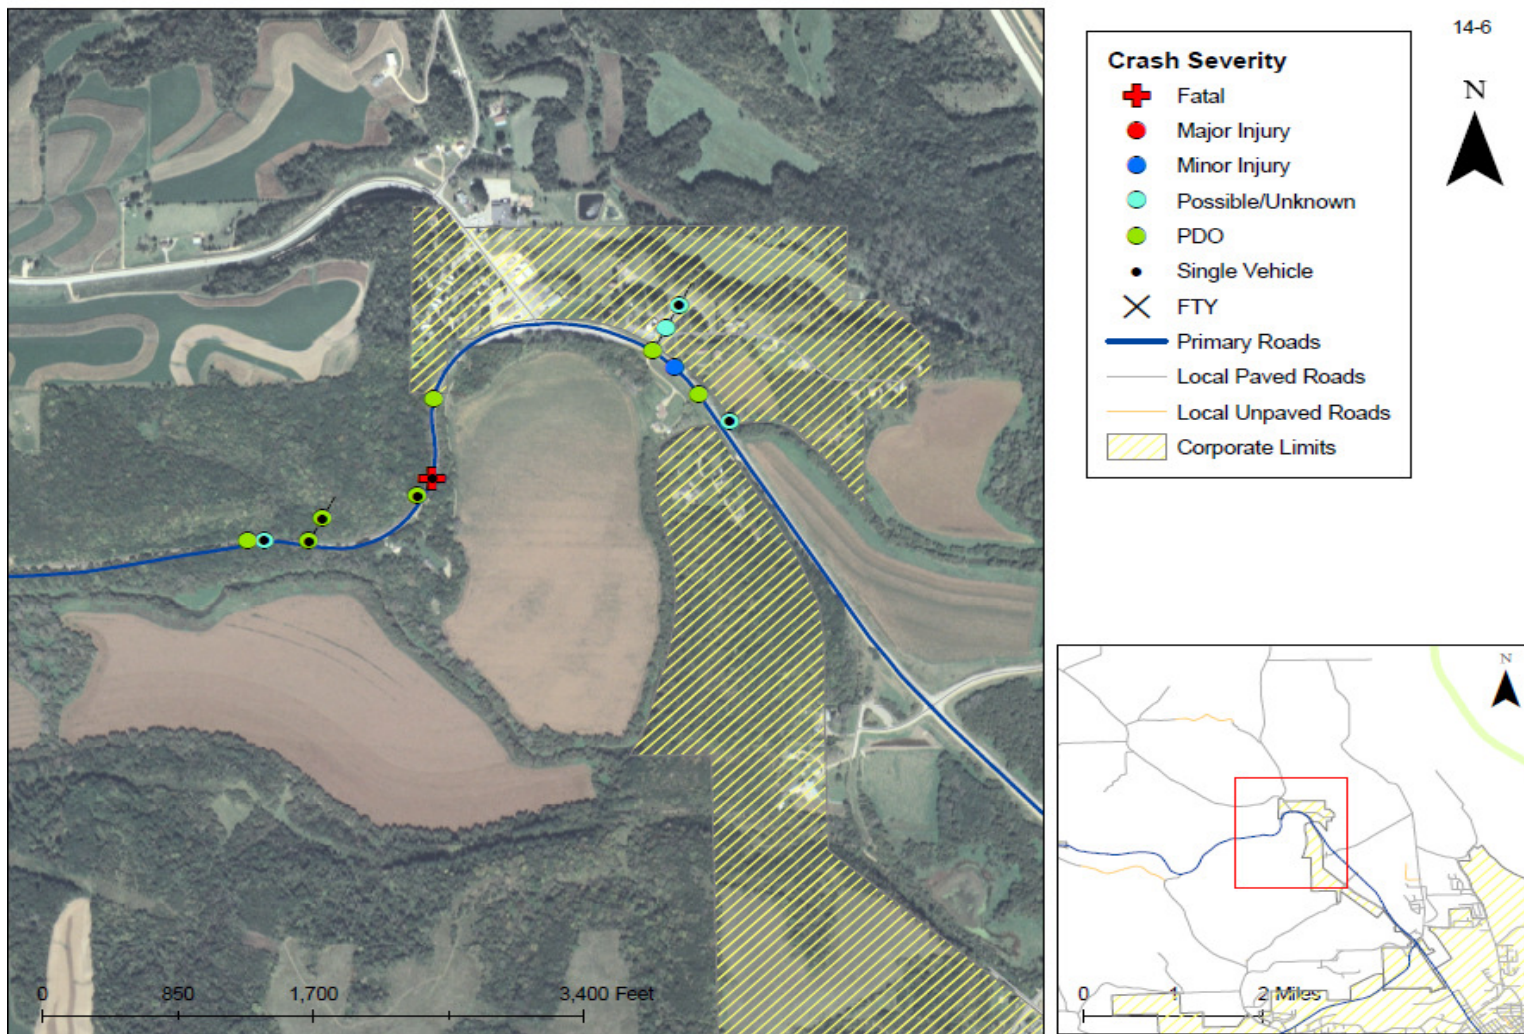 14-6
N
Crash Severity
Fatal
Major Injury
Minor Injury
Possible/Unknown
PDO
Single Vehicle
FTY
Primary Roads
Local Paved Roads
Local Unpaved Roads
Corporate Limits
0 850 1,700 3,400 Feet
N
0 1 2 Miles